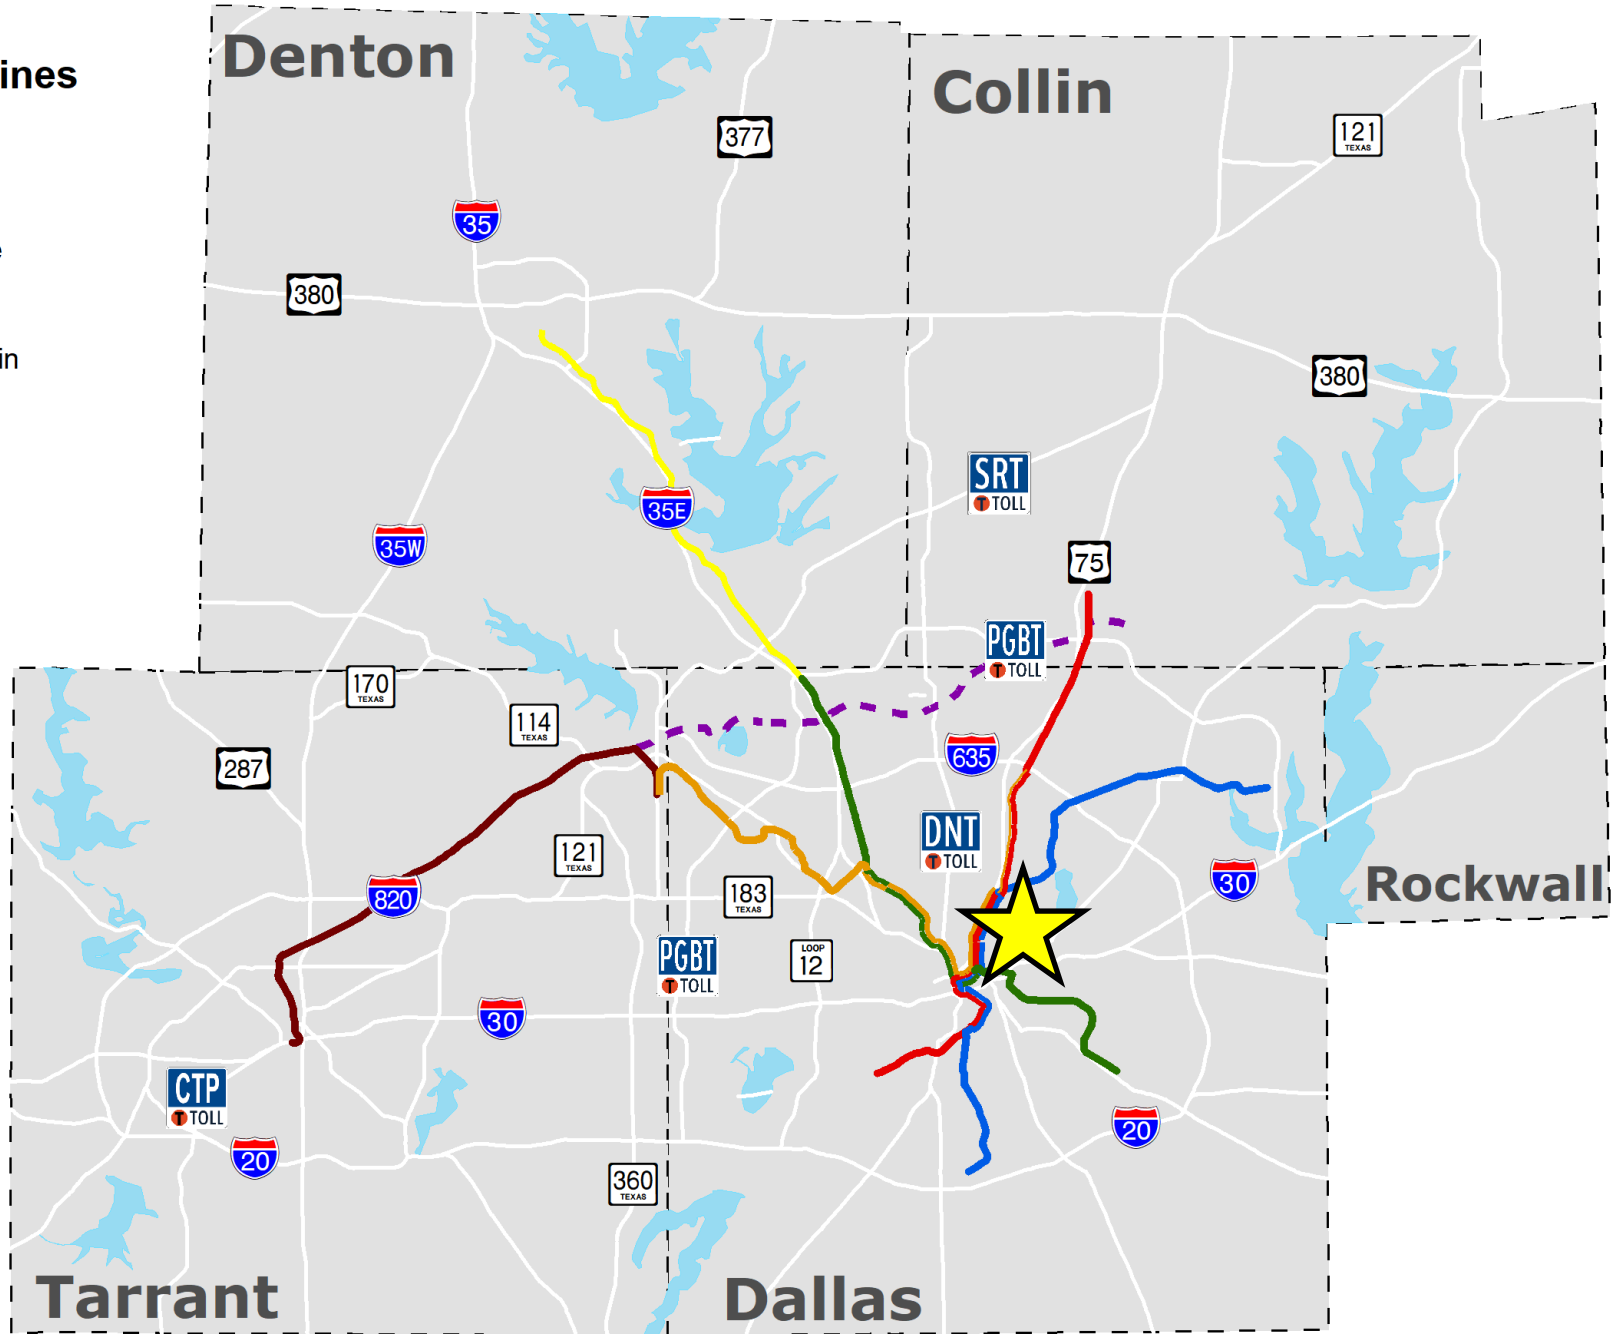 Denton
Collin
ines
377
121
TEXAS
35
380
in
380
SRT
TOLL
35E
35W
75
PGBT
TOLL
170
TEXAS
114
TEXAS
287
635
DNT
TOLL
121
TEXAS
820
183
TEXAS
30
Rockwall
PGBT
TOLL
LOOP
12
30
CTP
TOLL
20
20
360
TEXAS
Tarrant
Dallas